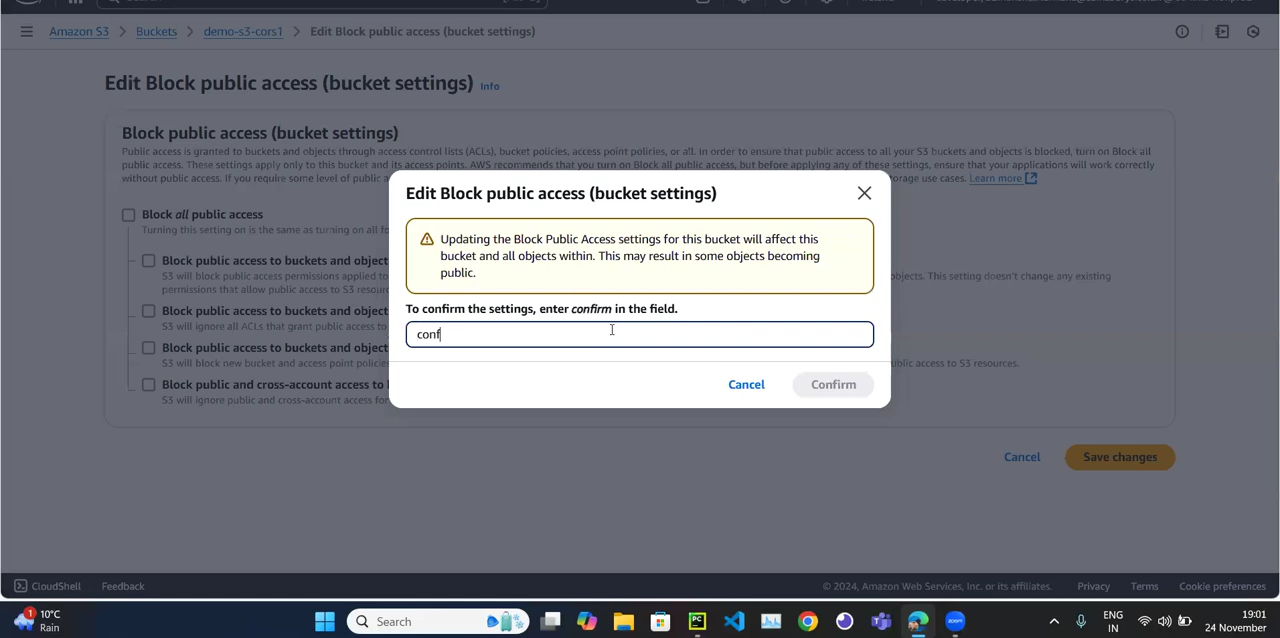 Amazon S3 > Buckets > demo-s3-cors1 > Edit Block public access (bucket settings)
Edit Block public access (bucket settings) Info
Block public access (bucket settings)
Public access is granted to buckets and objects through access control lists (ACLs), bucket policies, access point policies, or all. In order to ensure that public access to all your S3 buckets and objects is blocked, turn on Block all
public access. These settings apply only to this bucket and its access points. AWS recommends that you turn on Block all public access, but before applying any of these settings, ensure that your applications will work correctly
without public access. If you require some level of public a
orage use cases. Learn more
Block all public access
Turning this setting on is the same as turning on all fo
Block public access to buckets and object
S3 will block public access permissions applied to
objects. This setting doesn't change any existing
permissions that allow public access to S3 resourc
Block public access to buckets and object
S3 will ignore all ACLs that grant public access to
Block public access to buckets and object
S3 will block new bucket and access point policie
ublic access to S3 resources.
Block public and cross-account access to
S3 will ignore public and cross-account access for
Edit Block public access (bucket settings)
Updating the Block Public Access settings for this bucket will affect this
bucket and all objects within. This may result in some objects becoming
public.
To confirm the settings, enter confirm in the field.
conf
Cancel Confirm
Cancel Save changes
CloudShell Feedback © 2024, Amazon Web Services, Inc. or its affiliates. Privacy Terms Cookie preferences
1 10°C
Rain
Search
PC
zoom
ENG
IN
19:01
24 November